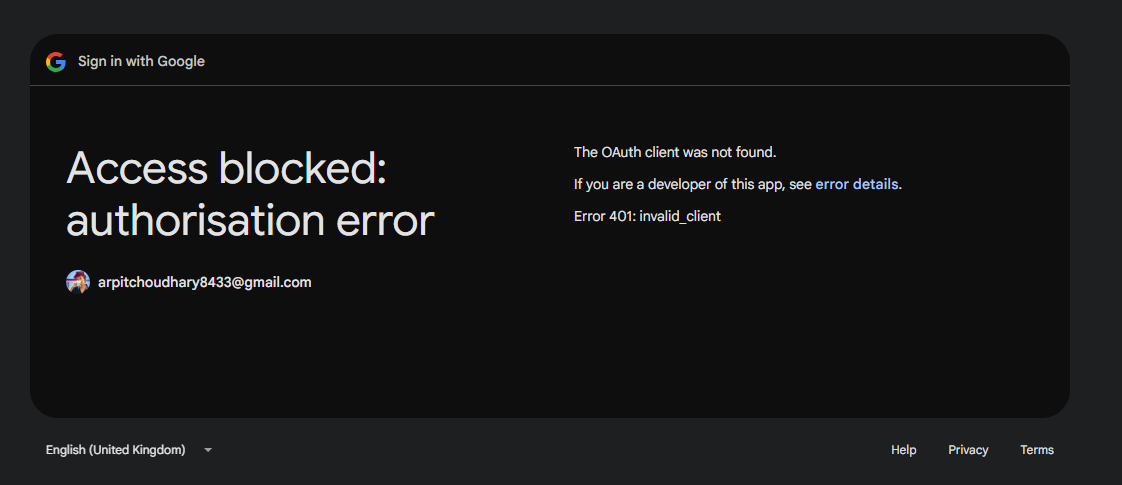 Sign in with Google
Access blocked:
authorisation error
arpitchoudhary8433@gmail.com
The OAuth client was not found.
If you are a developer of this app, see error details.
Error 401: invalid_client
English (United Kingdom)
Help Privacy Terms